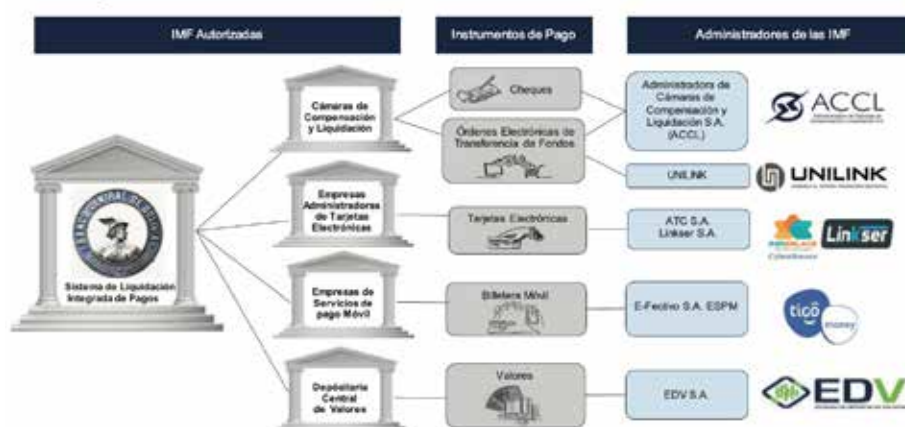 IMF Autorizadas
Instrumentos de Pago
Administradores de las IMF
Cámaras de
Compensación
y Liquidación
Cheques
Órdenes Electrónicas de
Transferencia de Fondos
Administradora de
Cámaras de
Compensación y
Liquidación S.A.
(ACCL)
ACCL
UNILINK
UNILINK
Empresas
Administradoras
de Tarjetas
Electrónicas
Tarjetas Electrónicas
ATC S.A.
Linkser S.A.
Linkser
Sistema de Liquidación
Integrada de Pagos
Empresas de
Servicios de
pago Móvil
Billetera Móvil
E-Fectivo S.A. ESPM
tigo
money
Depósitaria
Central
de Valores
Valores
EDV S.A.
EDV